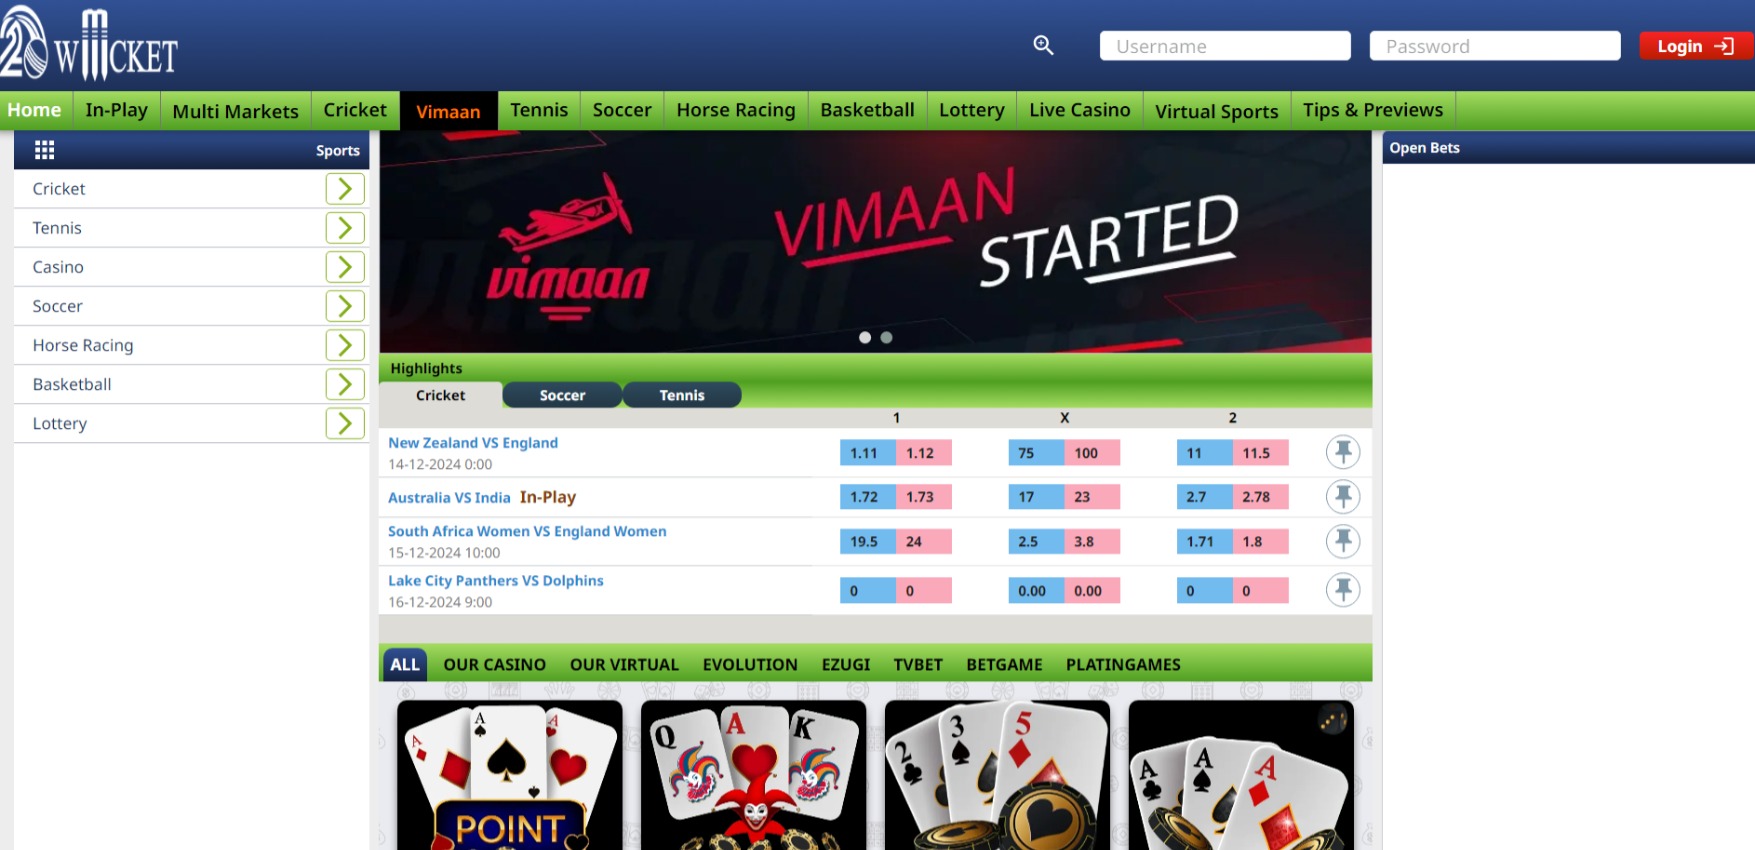 20 WICKET
Username
Password
Login
Home In-Play Multi Markets Cricket Vimaan Tennis Soccer Horse Racing Basketball Lottery Live Casino Virtual Sports Tips & Previews
Sports
Cricket
Tennis
Casino
Soccer
Horse Racing
Basketball
Lottery
vimaan
VIMAAN
STARTED
Open Bets
Highlights
Cricket Soccer Tennis
1 X 2
New Zealand VS England
14-12-2024 0:00
1.11 1.12 75 100 11 11.5
Australia VS India In-Play
1.72 1.73 17 23 2.7 2.78
South Africa Women VS England Women
15-12-2024 10:00
19.5 24 2.5 3.8 1.71 1.8
Lake City Panthers VS Dolphins
16-12-2024 9:00
0 0 0.00 0.00 0 0
ALL OUR CASINO OUR VIRTUAL EVOLUTION EZUGI TVBET BETGAME PLATINGAMES
A A A
POINT
Q A K
2 3 5
A A A